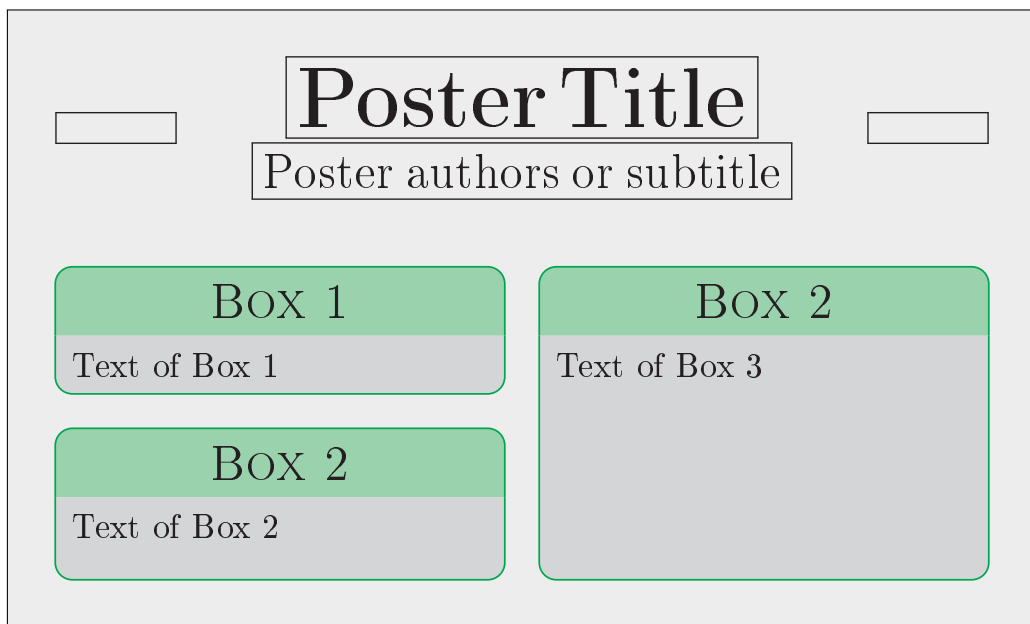 Poster Title
Poster authors or subtitle
Box 1
Text of Box 1
Box 2
Text of Box 2
Box 2
Text of Box 3